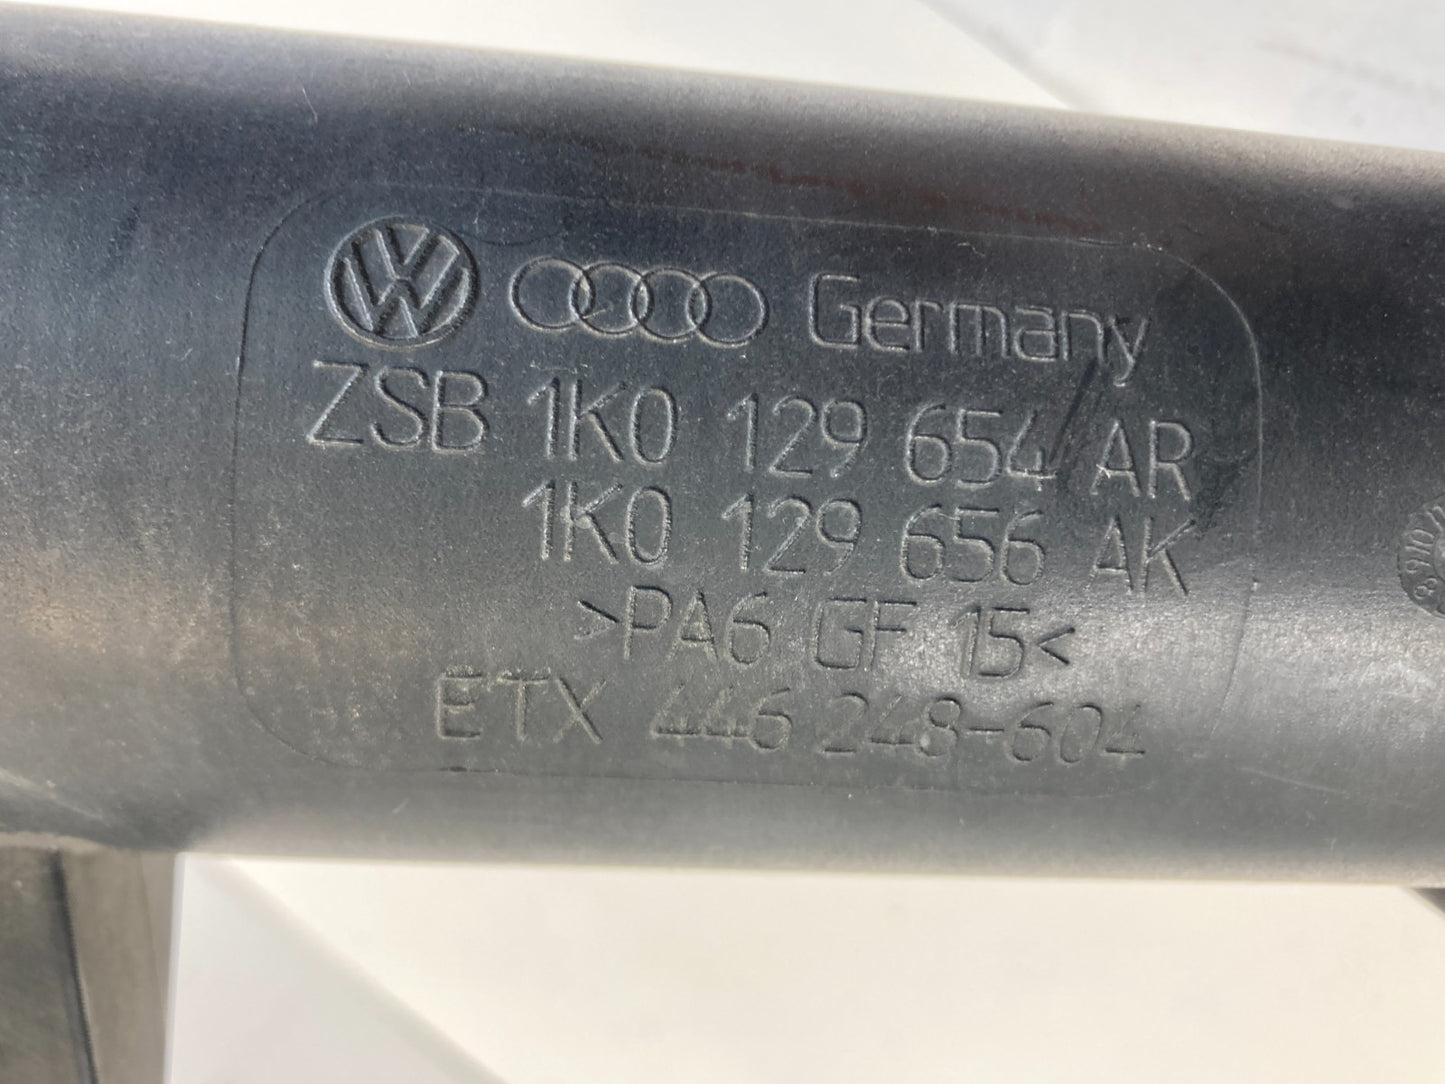 Germany
ZSB 1K0 129 654 AR
1K0 129 656 AK
>PA6 GF 15<
ETX 446 248-604